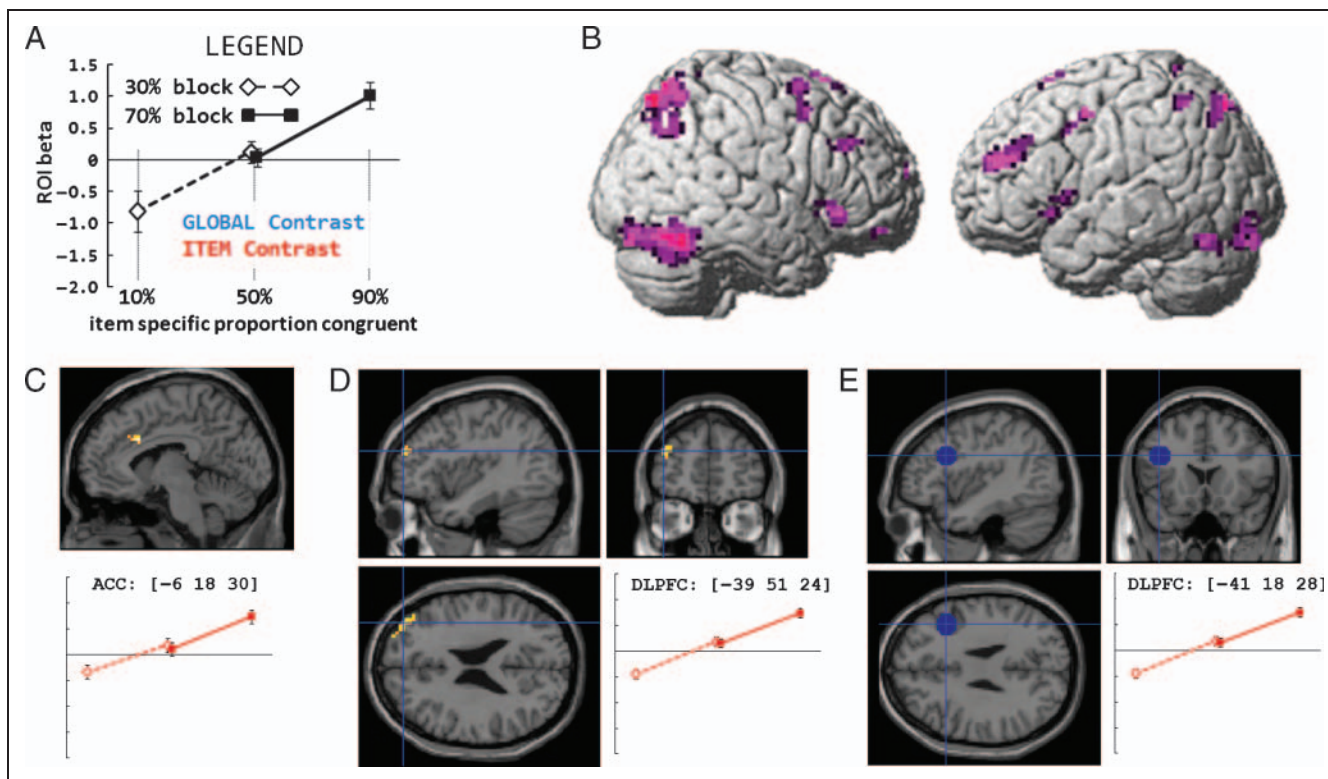 A
LEGEND
30% block
70% block
1.5
1.0
0.5
0
−0.5
−1.0
−1.5
−2.0
ROI beta
GLOBAL Contrast
ITEM Contrast
10% 50% 90%
item specific proportion congruent
B
C
ACC: [−6 18 30]
D
DLPFC: [−39 51 24]
E
DLPFC: [−41 18 28]